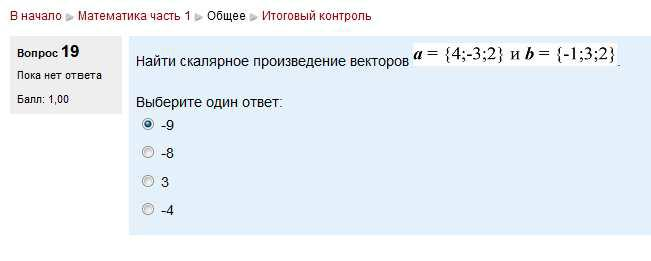 В начало ▶ Математика часть 1 ▶ Общее ▶ Итоговый контроль
Вопрос 19
Пока нет ответа
Балл: 1,00
Найти скалярное произведение векторов a = {4;-3;2} и b = {-1;3;2}.
Выберите один ответ:
-9
-8
3
-4